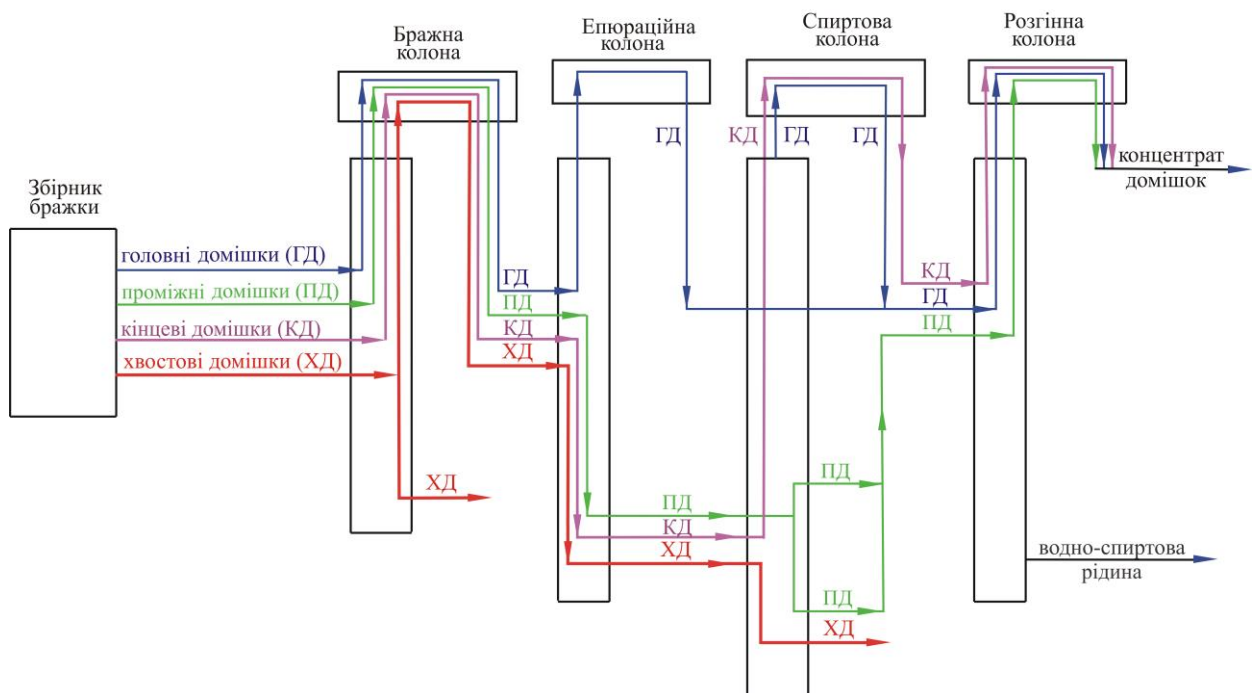 Бражна
колона
Епюраційна
колона
Спиртова
колона
Розгінна
колона
Збірник
бражки
головні домішки (ГД)
проміжні домішки (ПД)
кінцеві домішки (КД)
хвостові домішки (ХД)
ХД
ГД
ПД
КД
ХД
ГД
ПД
КД
ХД
КД
ГД
ГД
ПД
ПД
ХД
КД
ГД
ПД
концентрат
домішок
водно-спиртова
рідина